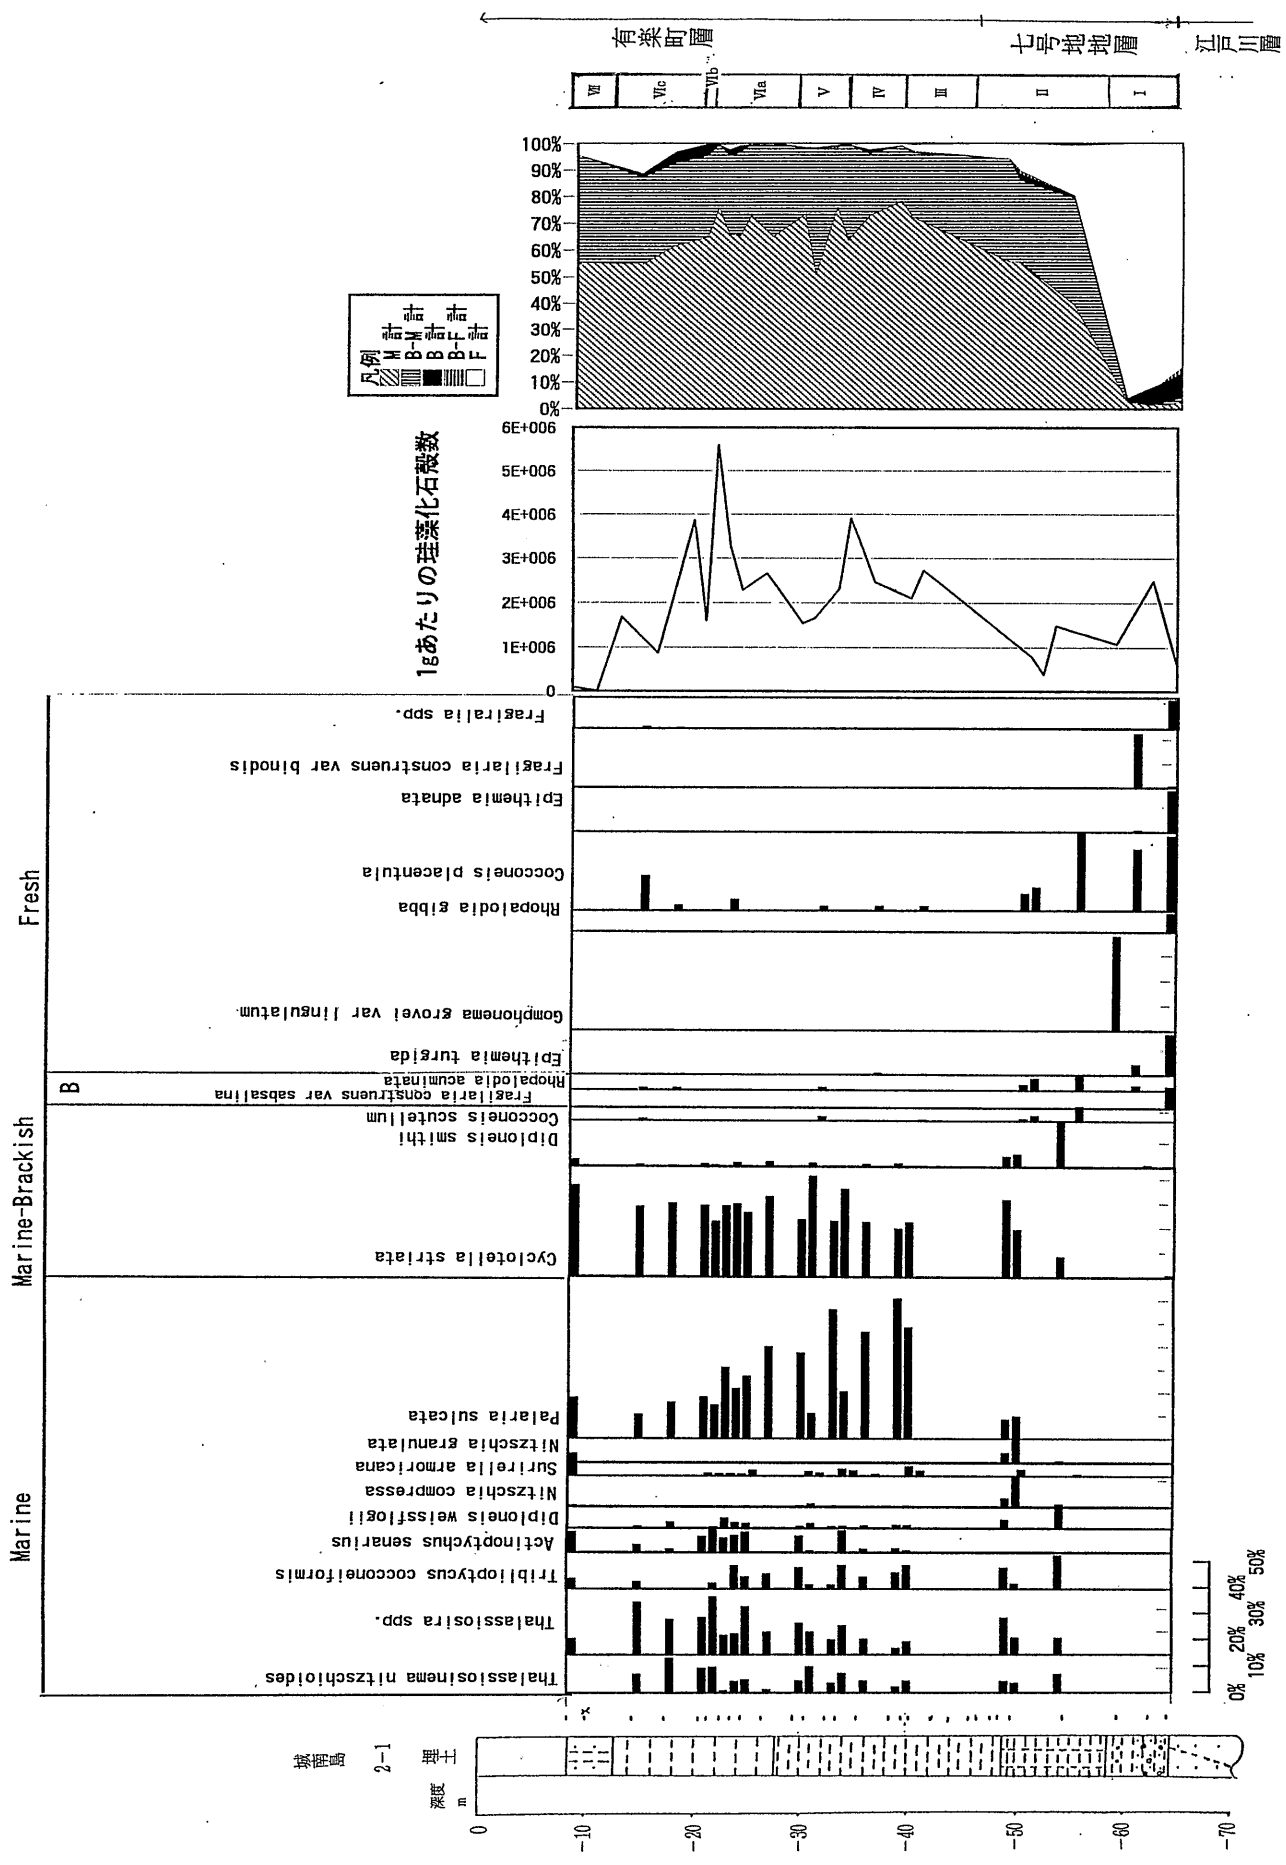 有楽町層
七号地地層
江戸川層
Ⅶ
Ⅵc
Ⅵb
Ⅵa
Ⅴ
Ⅳ
Ⅲ
Ⅱ
Ⅰ
100%
90%
80%
70%
60%
50%
40%
30%
20%
10%
0%
凡例
M 計
B-M 計
B 計
B-F 計
F 計
1gあたりの珪藻化石殻数
6E+006
5E+006
4E+006
3E+006
2E+006
1E+006
0
Fresh
B
Marine-Brackish
Marine
Fragiralia spp.
Fragilaria construens var binodis
Epithemia adnata
Cocconeis placentula
Rhopalodia gibba
Gomphonema grovei var lingulatum
Epithemia turgida
Rhopalodia acuminata
Fragilaria construens var sabsalina
Cocconeis scutellum
Diploneis smithi
Cyclotella striata
Palaria sulcata
Nitzschia granulata
Surirella armoricana
Nitzschia compressa
Diploneis weissflogii
Actinoptychus senarius
Triblioptycus cocconeiformis
Thalassiosira spp.
Thalassiosinema nitzschioides
0%
10%
20%
30%
40%
50%
城南島
2-1
埋土
深度
m
0
-10
-20
-30
-40
-50
-60
-70